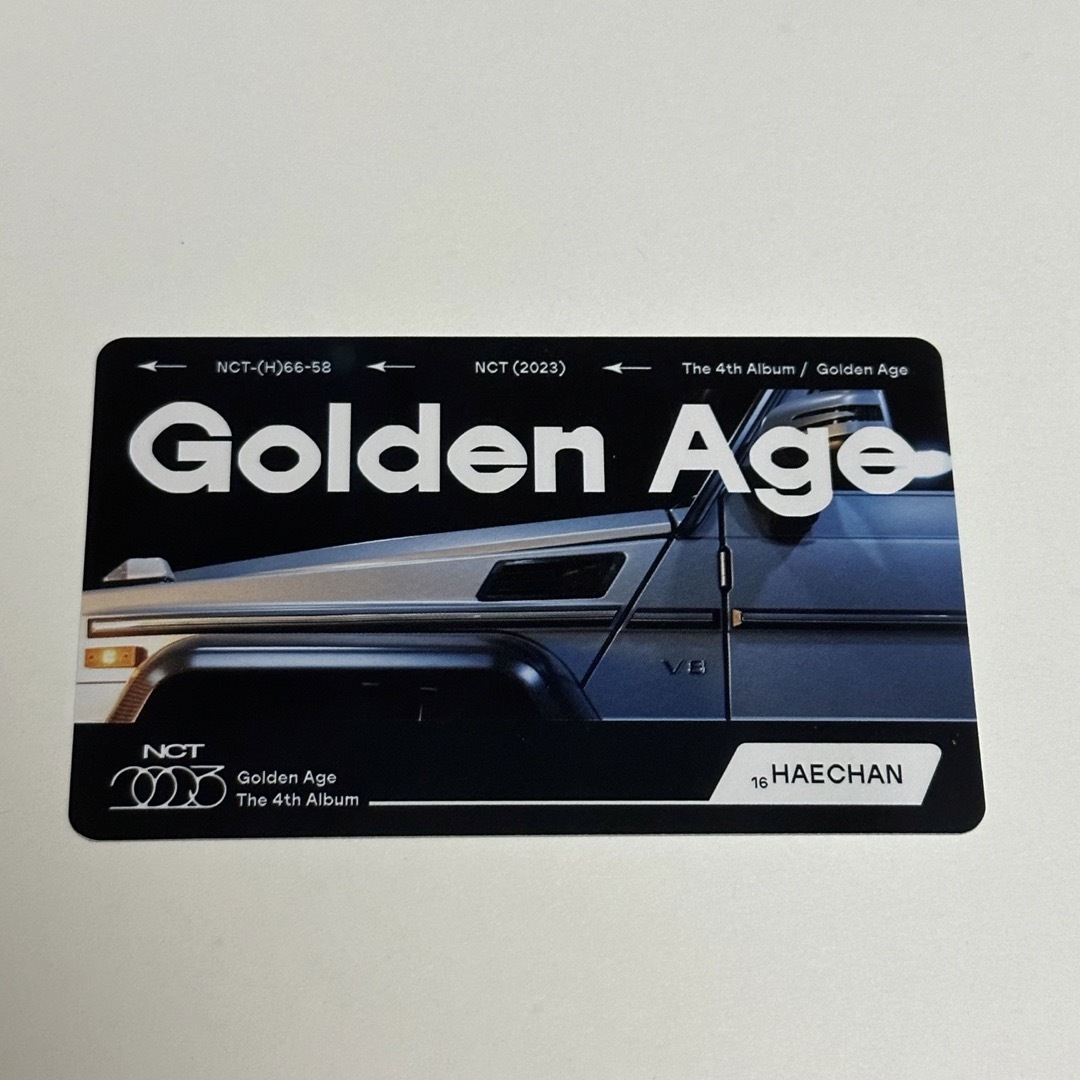 NCT-(H)66-58 NCT (2023) The 4th Album / Golden Age
Golden Age
V8
NCT
2023
Golden Age
The 4th Album
16 HAECHAN